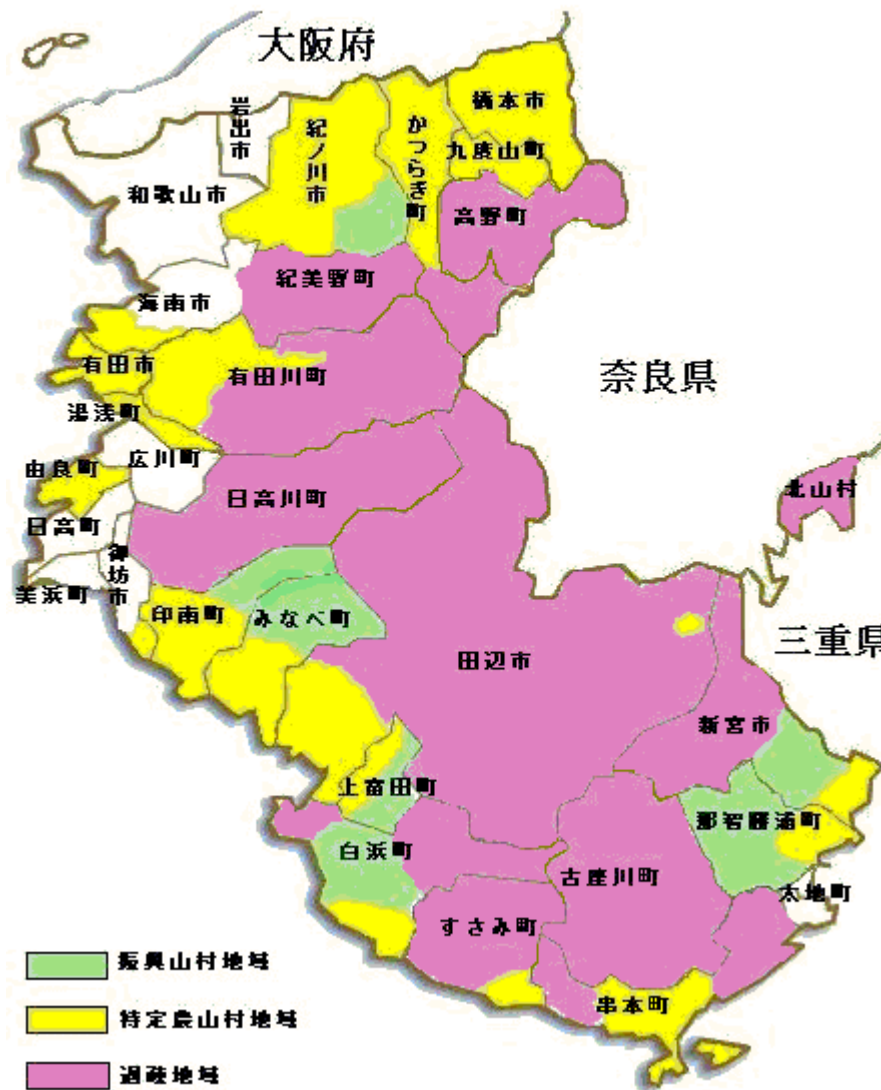 大阪府
橋本市
岩出市
紀ノ川市
かつらぎ町
九度山町
和歌山市
高野町
紀美野町
海南市
有田市
有田川町
奈良県
湯浅町
広川町
由良町
日高川町
北山村
日高町
御坊市
美浜町
印南町
みなべ町
田辺市
三重県
新宮市
上富田町
那智勝浦町
白浜町
古座川町
太地町
すさみ町
串本町
振興山村地域
特定農山村地域
過疎地域